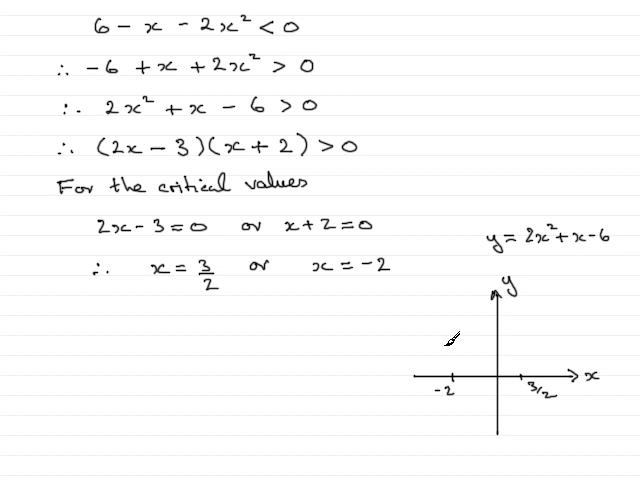 6 - x - 2x² < 0
∴ -6 + x + 2x² > 0
∴ 2x² + x - 6 > 0
∴ (2x - 3)(x + 2) > 0
For the critical values
2x - 3 = 0 or x + 2 = 0
∴ x = 3/2 or x = -2
y = 2x² + x - 6
y
x
-2
3/2